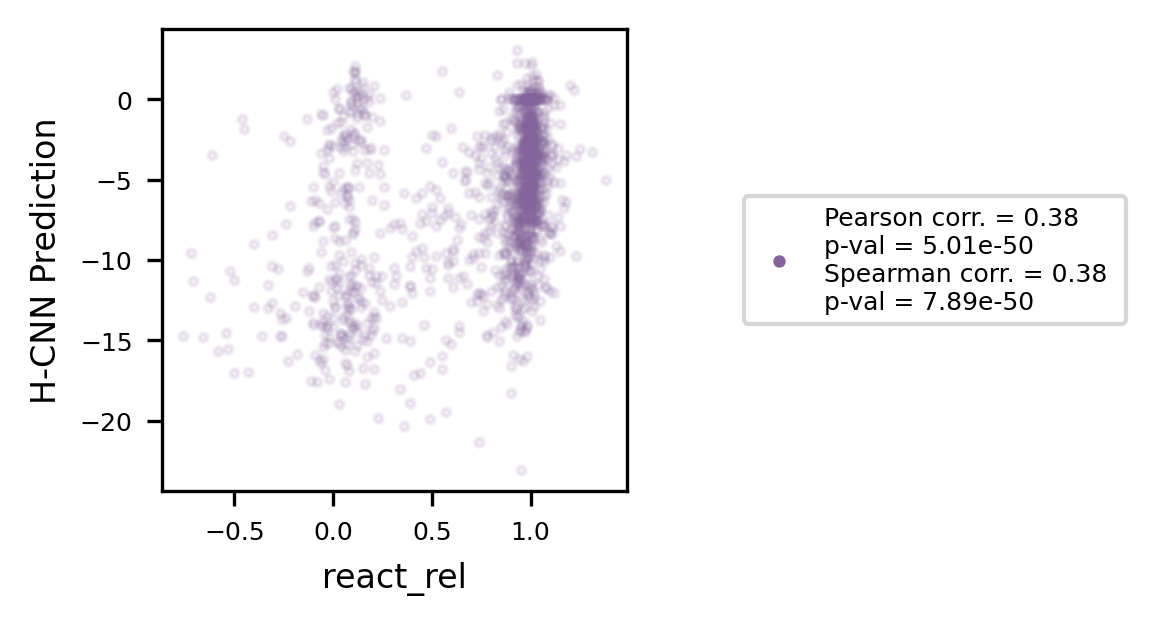 H-CNN Prediction
0
−5
−10
−15
−20
−0.5
0.0
0.5
1.0
react_rel
Pearson corr. = 0.38
p-val = 5.01e-50
Spearman corr. = 0.38
p-val = 7.89e-50